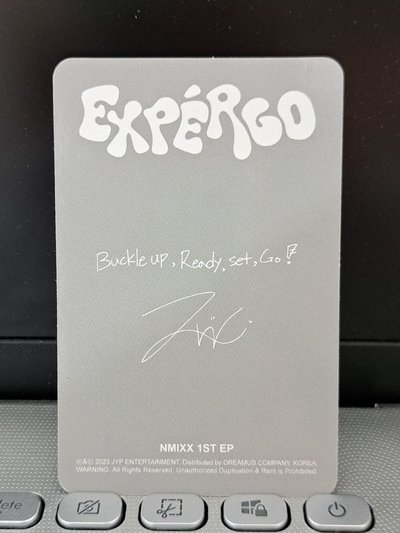 EXPÉRGO
Buckle up, Ready, set, Go!
NMIXX 1ST EP
℗&© 2023 JYP ENTERTAINMENT. Distributed by DREAMUS COMPANY. KOREA.
WARNING: All Rights Reserved. Unauthorized Duplication & Rent is Prohibited.
lete